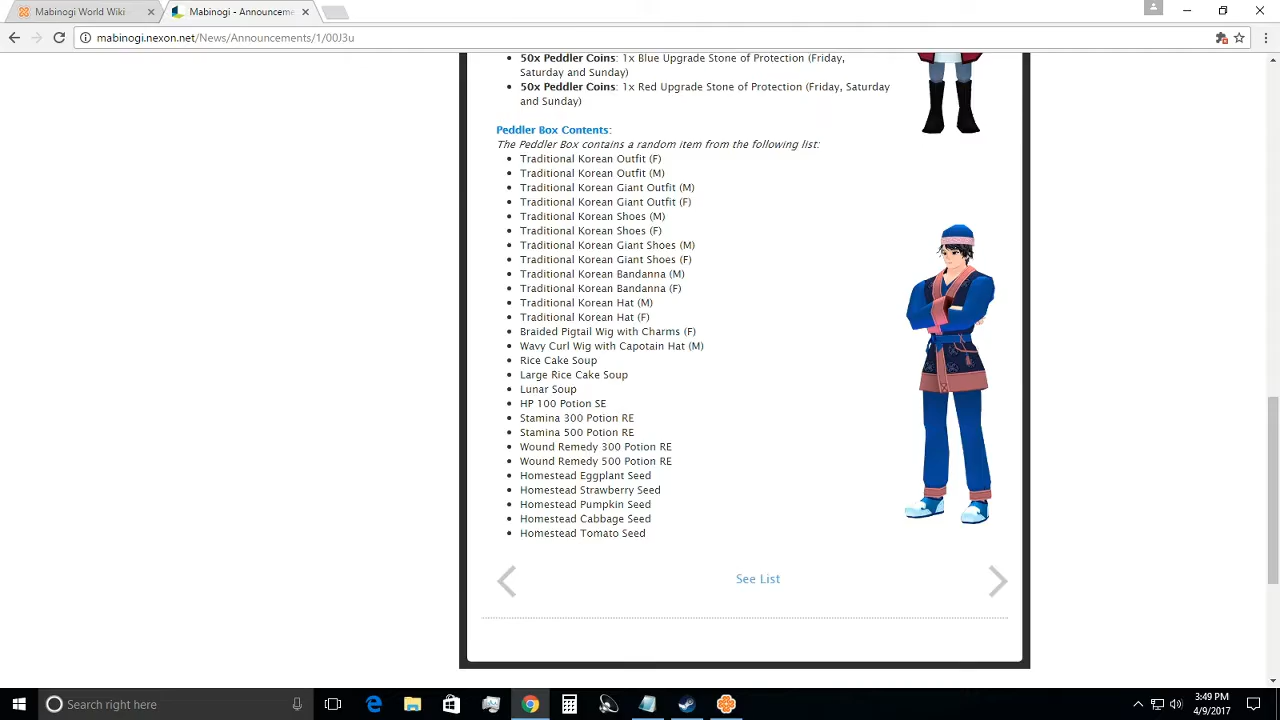 Mabinogi World Wiki
Mabinogi - Announceme
mabinogi.nexon.net/News/Announcements/1/00J3u
50x Peddler Coins: 1x Blue Upgrade Stone of Protection (Friday,
Saturday and Sunday)
50x Peddler Coins: 1x Red Upgrade Stone of Protection (Friday, Saturday
and Sunday)
Peddler Box Contents:
The Peddler Box contains a random item from the following list:
Traditional Korean Outfit (F)
Traditional Korean Outfit (M)
Traditional Korean Giant Outfit (M)
Traditional Korean Giant Outfit (F)
Traditional Korean Shoes (M)
Traditional Korean Shoes (F)
Traditional Korean Giant Shoes (M)
Traditional Korean Giant Shoes (F)
Traditional Korean Bandanna (M)
Traditional Korean Bandanna (F)
Traditional Korean Hat (M)
Traditional Korean Hat (F)
Braided Pigtail Wig with Charms (F)
Wavy Curl Wig with Capotain Hat (M)
Rice Cake Soup
Large Rice Cake Soup
Lunar Soup
HP 100 Potion SE
Stamina 300 Potion RE
Stamina 500 Potion RE
Wound Remedy 300 Potion RE
Wound Remedy 500 Potion RE
Homestead Eggplant Seed
Homestead Strawberry Seed
Homestead Pumpkin Seed
Homestead Cabbage Seed
Homestead Tomato Seed
See List
Search right here
3:49 PM
4/9/2017